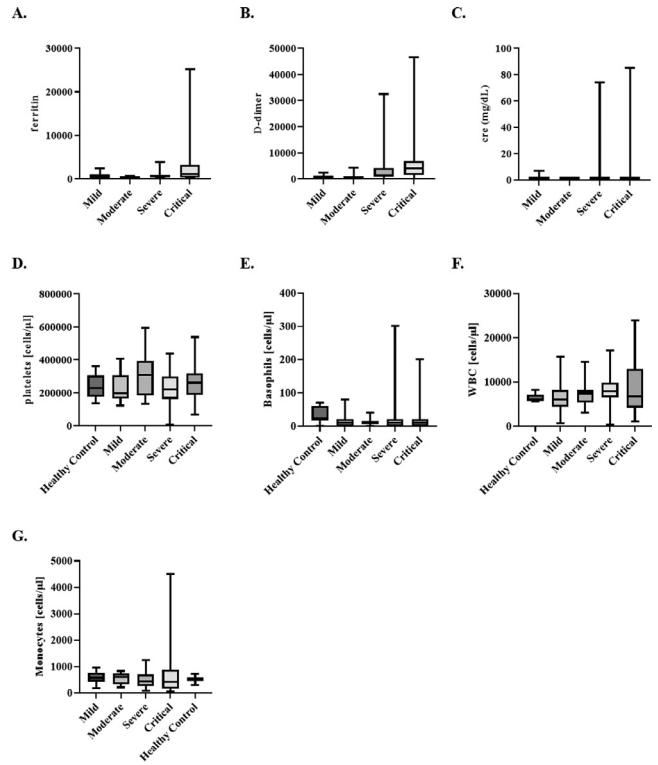 A.
B.
C.
ferritin
30000
20000
10000
0
Mild
Moderate
Severe
Critical
D-dimer
50000
40000
30000
20000
10000
0
Mild
Moderate
Severe
Critical
cre (mg/dL)
100
80
60
40
20
0
Mild
Moderate
Severe
Critical
D.
E.
F.
platelets [cells/µl]
800000
600000
400000
200000
0
Healthy Control
Mild
Moderate
Severe
Critical
Basophils [cells/µl]
400
300
200
100
0
Healthy Control
Mild
Moderate
Severe
Critical
WBC [cells/µl]
30000
20000
10000
0
Healthy Control
Mild
Moderate
Severe
Critical
G.
Monocytes [cells/µl]
5000
4000
3000
2000
1000
0
Mild
Moderate
Severe
Critical
Healthy Control